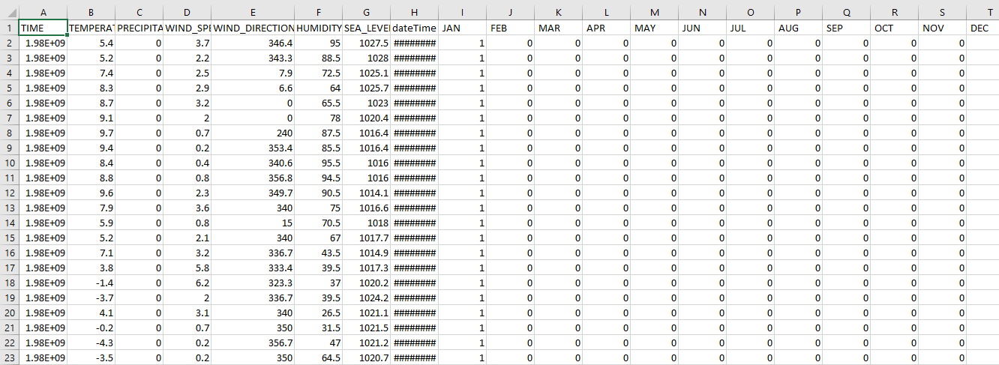 A B C D E F G H I J K L M N O P Q R S T
1 TIME TEMPERAT PRECIPITA WIND_SPE WIND_DIRECTION HUMIDITY SEA_LEVE dateTime JAN FEB MAR APR MAY JUN JUL AUG SEP OCT NOV DEC
2 1.98E+09 5.4 0 3.7 346.4 95 1027.5 ######## 1 0 0 0 0 0 0 0 0 0 0
3 1.98E+09 5.2 0 2.2 343.3 88.5 1028 ######## 1 0 0 0 0 0 0 0 0 0 0
4 1.98E+09 7.4 0 2.5 7.9 72.5 1025.1 ######## 1 0 0 0 0 0 0 0 0 0 0
5 1.98E+09 8.3 0 2.9 6.6 64 1025.7 ######## 1 0 0 0 0 0 0 0 0 0 0
6 1.98E+09 8.7 0 3.2 0 65.5 1023 ######## 1 0 0 0 0 0 0 0 0 0 0
7 1.98E+09 9.1 0 2 0 78 1020.4 ######## 1 0 0 0 0 0 0 0 0 0 0
8 1.98E+09 9.7 0 0.7 240 87.5 1016.4 ######## 1 0 0 0 0 0 0 0 0 0 0
9 1.98E+09 9.4 0 0.2 353.4 85.5 1016.4 ######## 1 0 0 0 0 0 0 0 0 0 0
10 1.98E+09 8.4 0 0.4 340.6 95.5 1016 ######## 1 0 0 0 0 0 0 0 0 0 0
11 1.98E+09 8.8 0 0.8 356.8 94.5 1016 ######## 1 0 0 0 0 0 0 0 0 0 0
12 1.98E+09 9.6 0 2.3 349.7 90.5 1014.1 ######## 1 0 0 0 0 0 0 0 0 0 0
13 1.98E+09 7.9 0 3.6 340 75 1016.6 ######## 1 0 0 0 0 0 0 0 0 0 0
14 1.98E+09 5.9 0 0.8 15 70.5 1018 ######## 1 0 0 0 0 0 0 0 0 0 0
15 1.98E+09 5.2 0 2.1 340 67 1017.7 ######## 1 0 0 0 0 0 0 0 0 0 0
16 1.98E+09 7.1 0 3.2 336.7 43.5 1014.9 ######## 1 0 0 0 0 0 0 0 0 0 0
17 1.98E+09 3.8 0 5.8 333.4 39.5 1017.3 ######## 1 0 0 0 0 0 0 0 0 0 0
18 1.98E+09 -1.4 0 6.2 323.3 37 1020.2 ######## 1 0 0 0 0 0 0 0 0 0 0
19 1.98E+09 -3.7 0 2 336.7 39.5 1024.2 ######## 1 0 0 0 0 0 0 0 0 0 0
20 1.98E+09 4.1 0 3.1 340 26.5 1021.1 ######## 1 0 0 0 0 0 0 0 0 0 0
21 1.98E+09 -0.2 0 0.7 350 31.5 1021.5 ######## 1 0 0 0 0 0 0 0 0 0 0
22 1.98E+09 -4.3 0 0.2 356.7 47 1021.2 ######## 1 0 0 0 0 0 0 0 0 0 0
23 1.98E+09 -3.5 0 0.2 350 64.5 1020.7 ######## 1 0 0 0 0 0 0 0 0 0 0